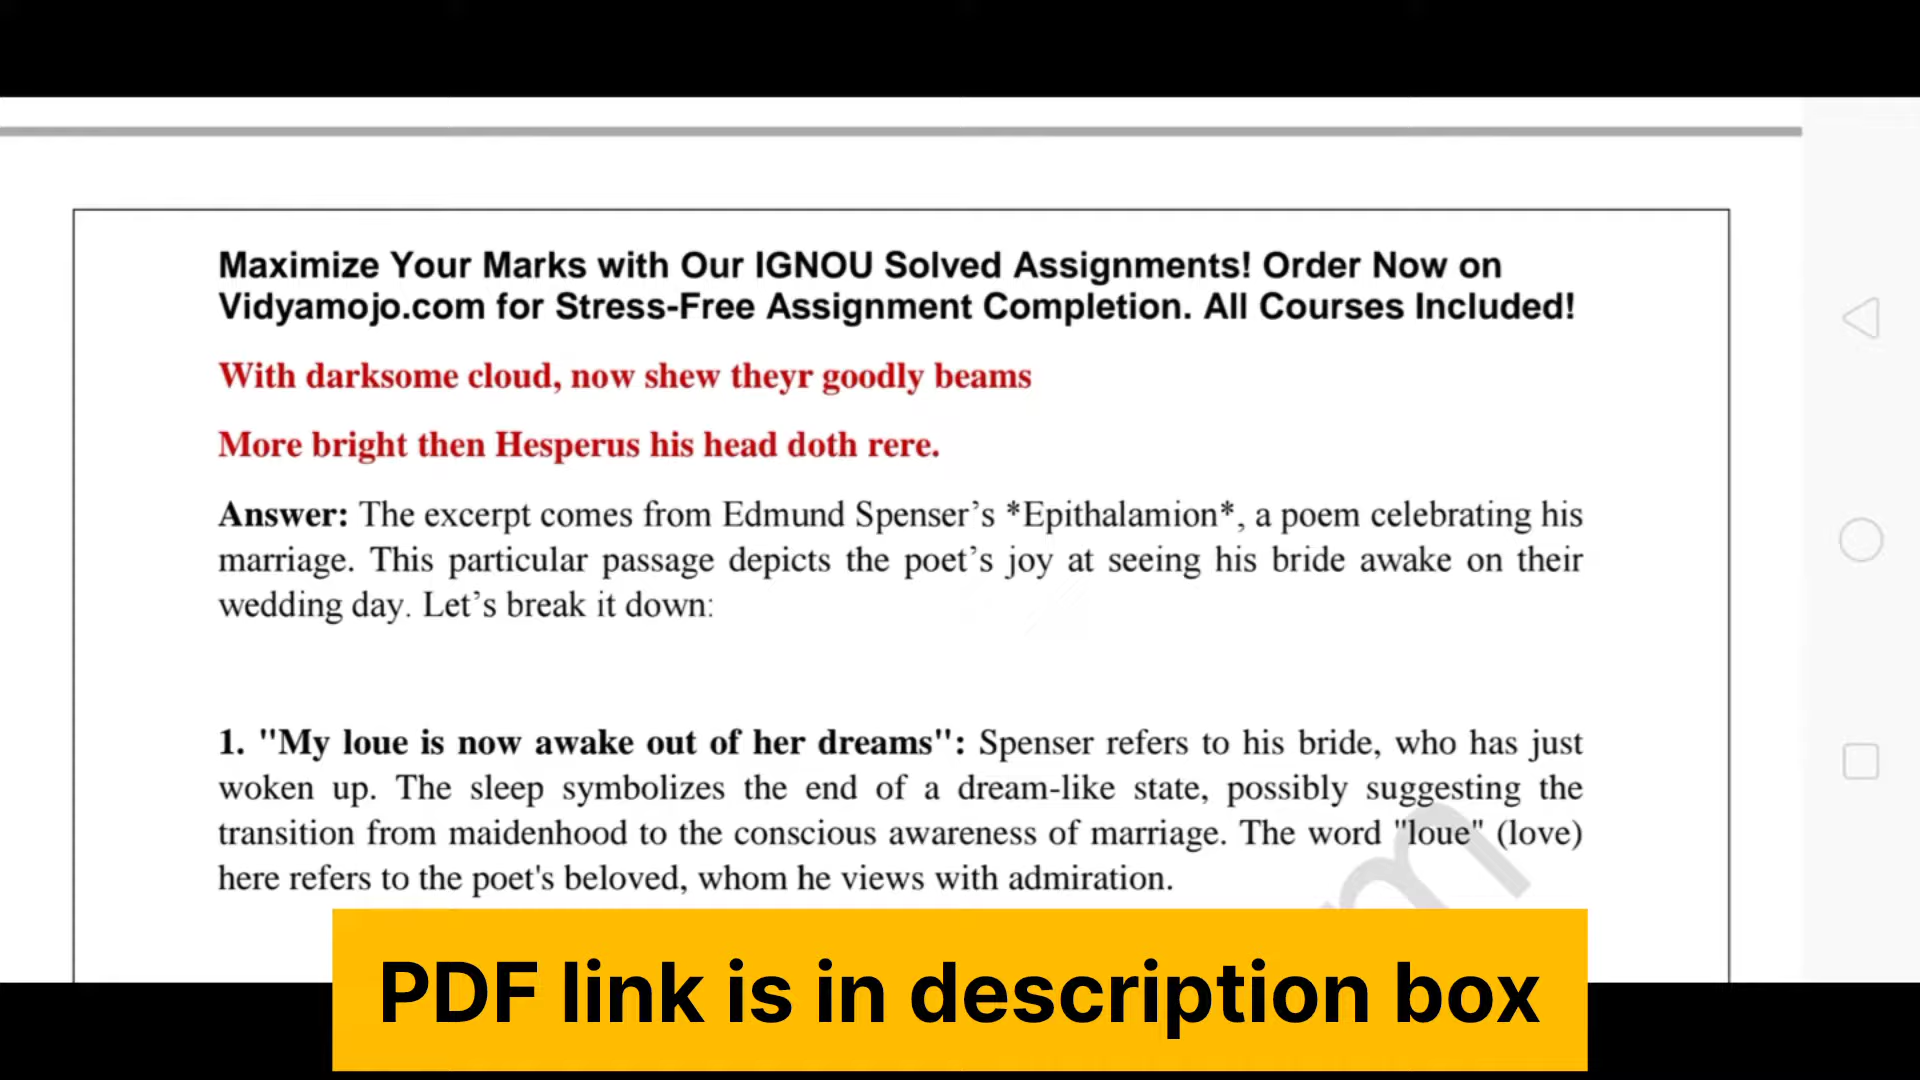 Maximize Your Marks with Our IGNOU Solved Assignments! Order Now on
Vidyamojo.com for Stress-Free Assignment Completion. All Courses Included!
With darksome cloud, now shew theyr goodly beams
More bright then Hesperus his head doth rere.
Answer: The excerpt comes from Edmund Spenser’s *Epithalamion*, a poem celebrating his
marriage. This particular passage depicts the poet’s joy at seeing his bride awake on their
wedding day. Let’s break it down:
1. "My loue is now awake out of her dreams": Spenser refers to his bride, who has just
woken up. The sleep symbolizes the end of a dream-like state, possibly suggesting the
transition from maidenhood to the conscious awareness of marriage. The word "loue" (love)
here refers to the poet's beloved, whom he views with admiration.
m
PDF link is in description box